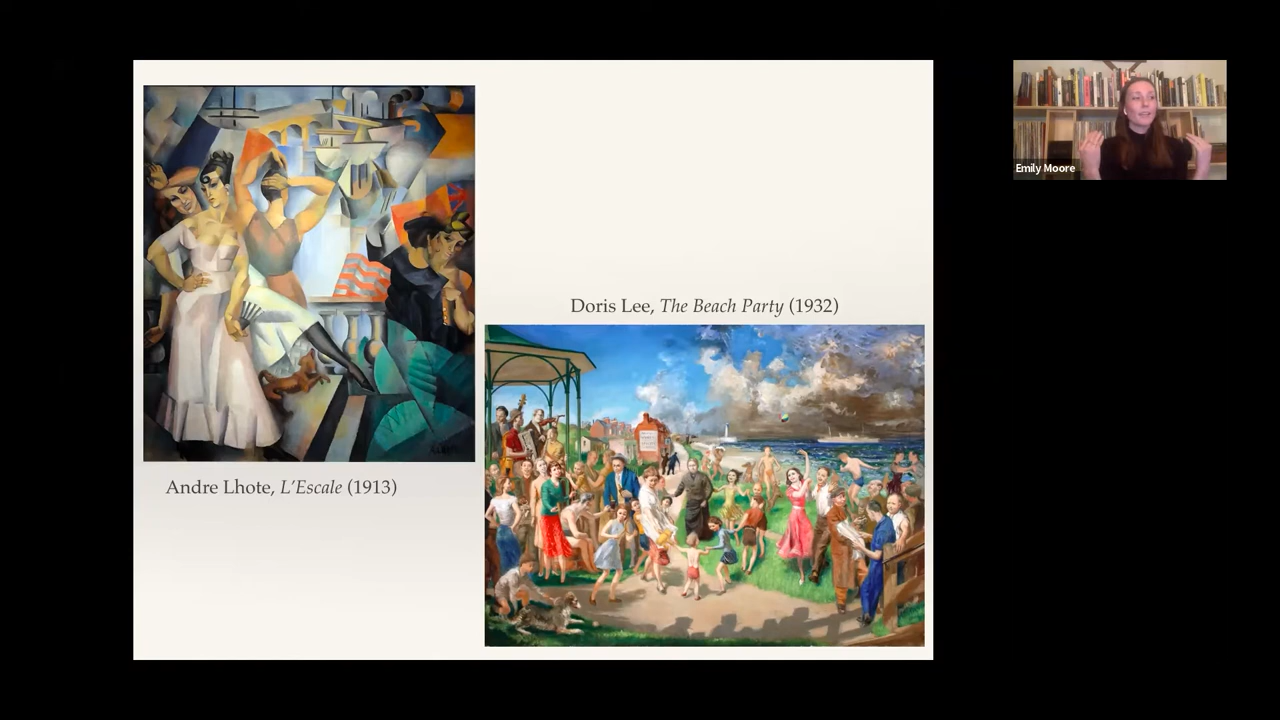 Emily Moore
Doris Lee, The Beach Party (1932)
Andre Lhote, L'Escale (1913)